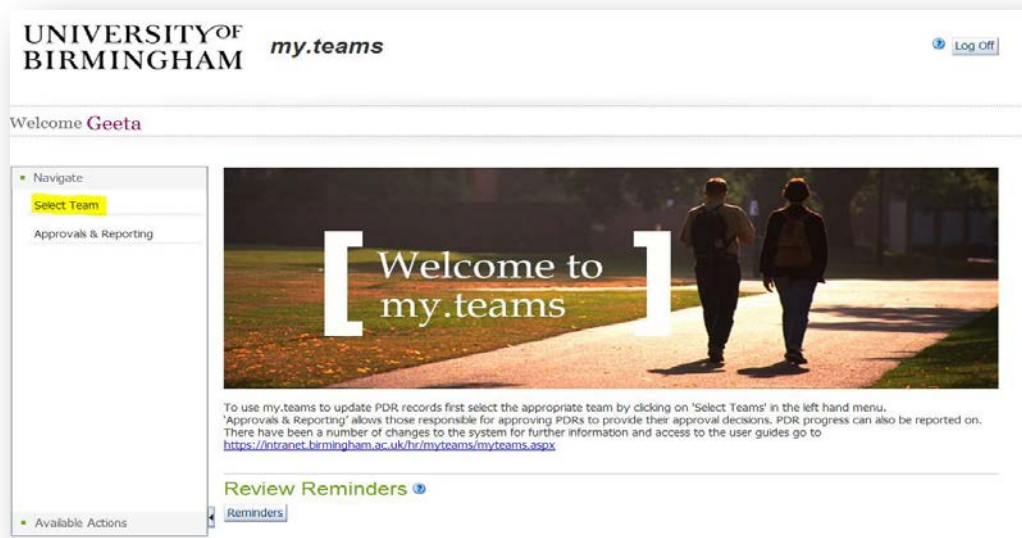 UNIVERSITY OF
BIRMINGHAM
my.teams
Log Off
Welcome Geeta
Navigate
Select Team
Approvals & Reporting
Welcome to
my.teams
To use my.teams to update PDR records first select the appropriate team by clicking on 'Select Teams' in the left hand menu.
'Approvals & Reporting' allows those responsible for approving PDRs to provide their approval decisions. PDR progress can also be reported on.
There have been a number of changes to the system for further information and access to the user guides go to
https://intranet.birmingham.ac.uk/hr/myteams/myteams.aspx
Review Reminders
Reminders
Available Actions